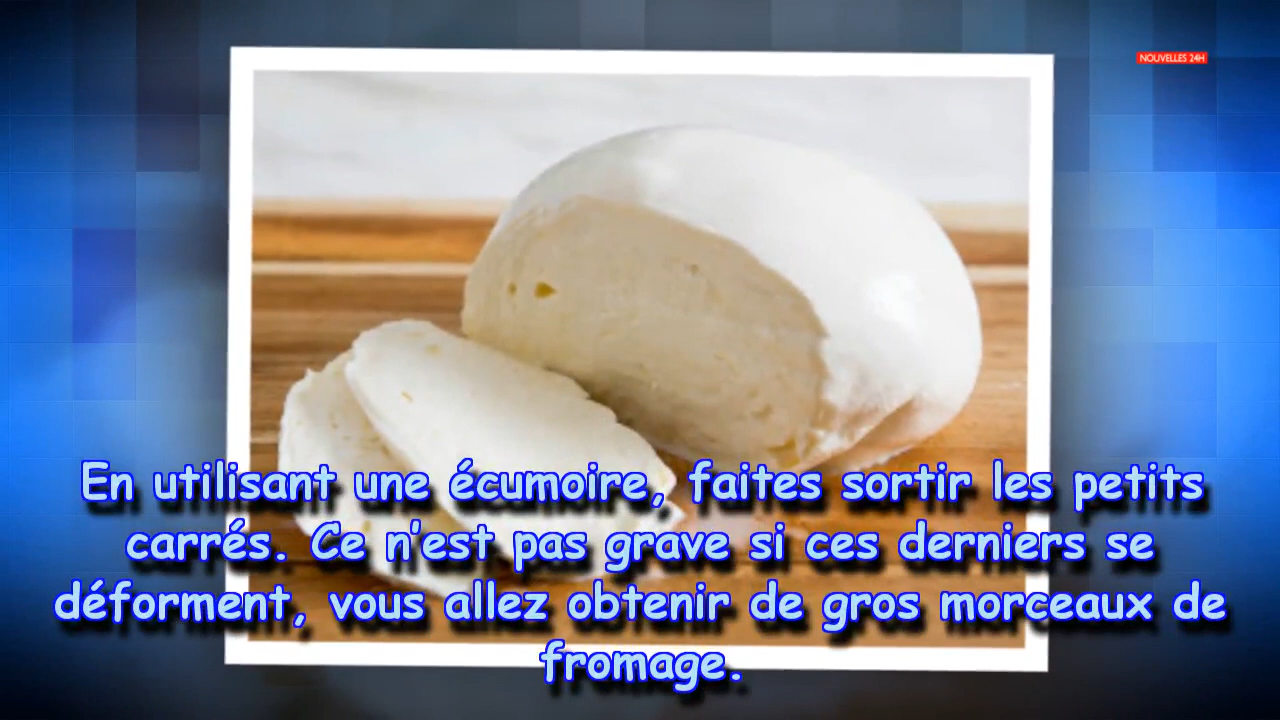 NOUVELLES 24H
En utilisant une écumoire, faites sortir les petits
carrés. Ce n'est pas grave si ces derniers se
déforment, vous allez obtenir de gros morceaux de
fromage.